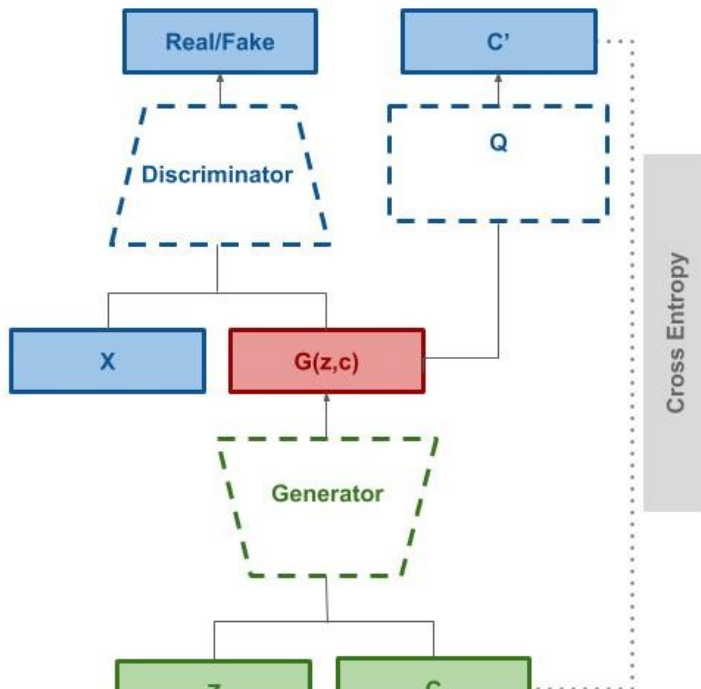 Real/Fake
C’
Discriminator
Q
X
G(z,c)
Cross Entropy
Generator